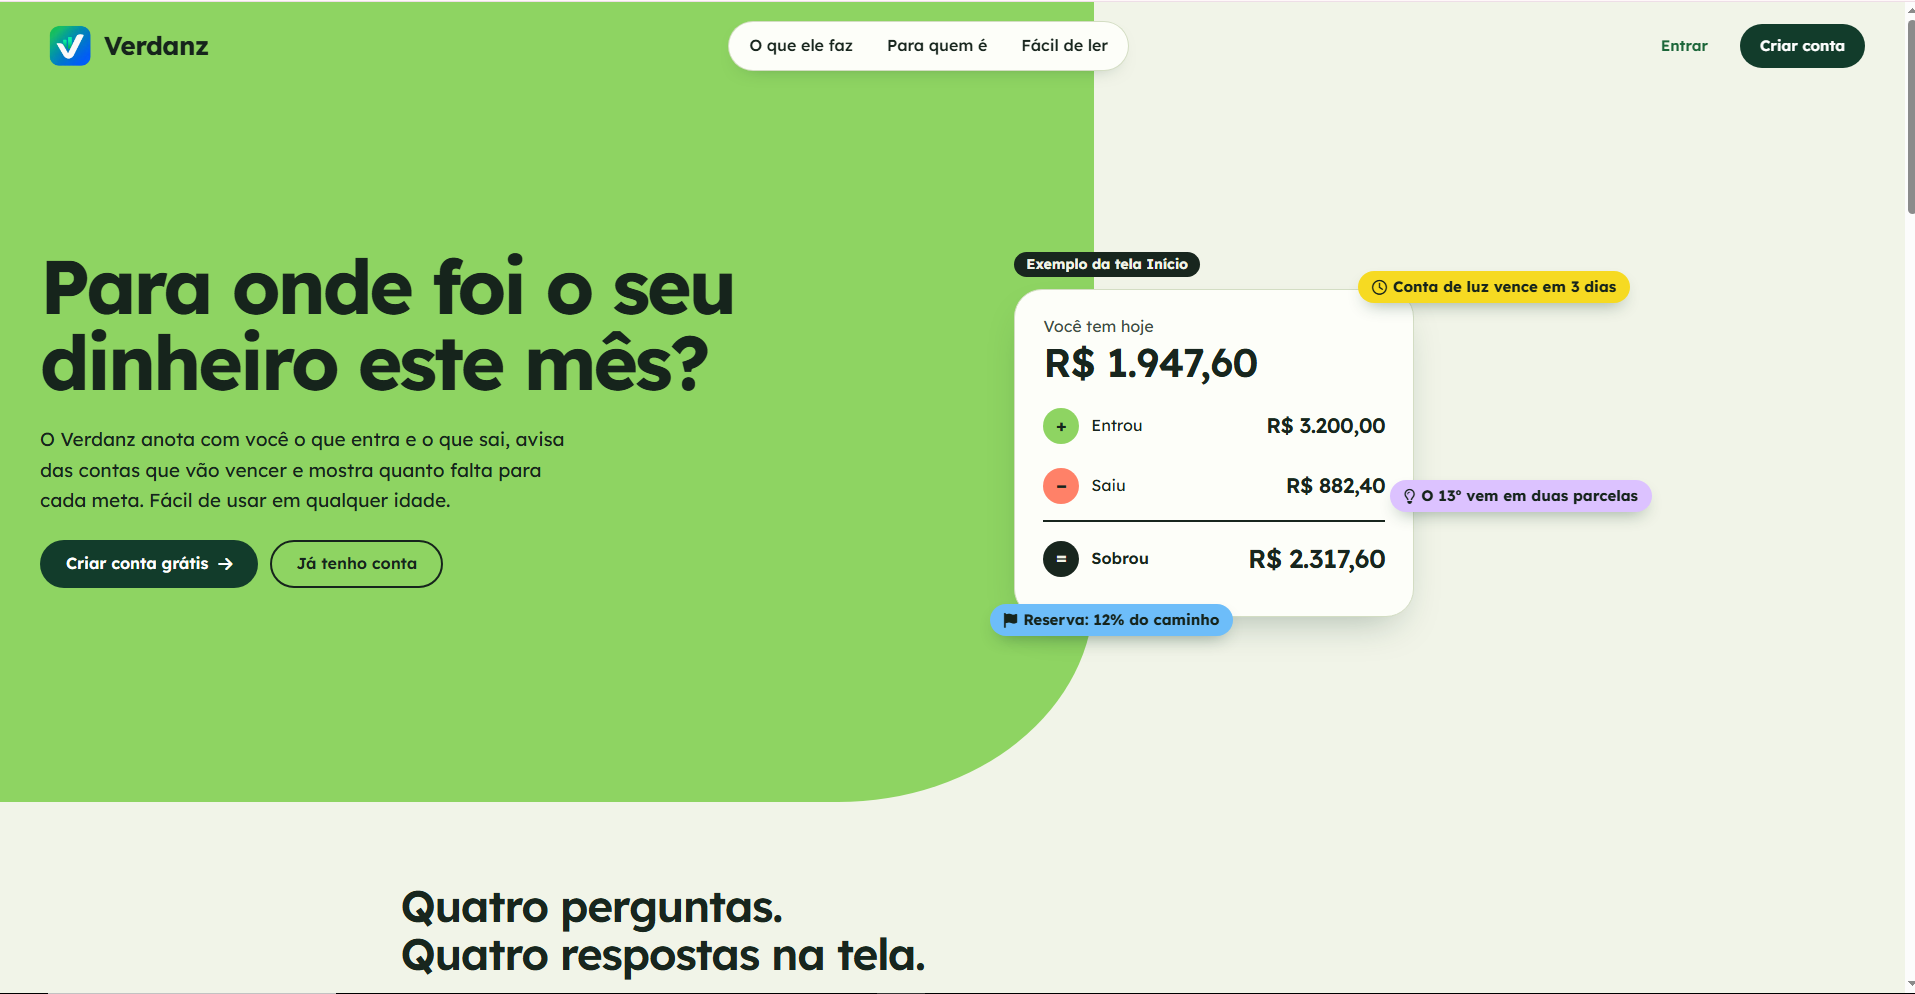 Verdanz
O que ele faz
Para quem é
Fácil de ler
Entrar
Criar conta
Para onde foi o seu
dinheiro este mês?
O Verdanz anota com você o que entra e o que sai, avisa
das contas que vão vencer e mostra quanto falta para
cada meta. Fácil de usar em qualquer idade.
Criar conta grátis →
Já tenho conta
Exemplo da tela Início
Conta de luz vence em 3 dias
Você tem hoje
R$ 1.947,60
+ Entrou R$ 3.200,00
− Saiu R$ 882,40
O 13º vem em duas parcelas
= Sobrou R$ 2.317,60
Reserva: 12% do caminho
Quatro perguntas.
Quatro respostas na tela.